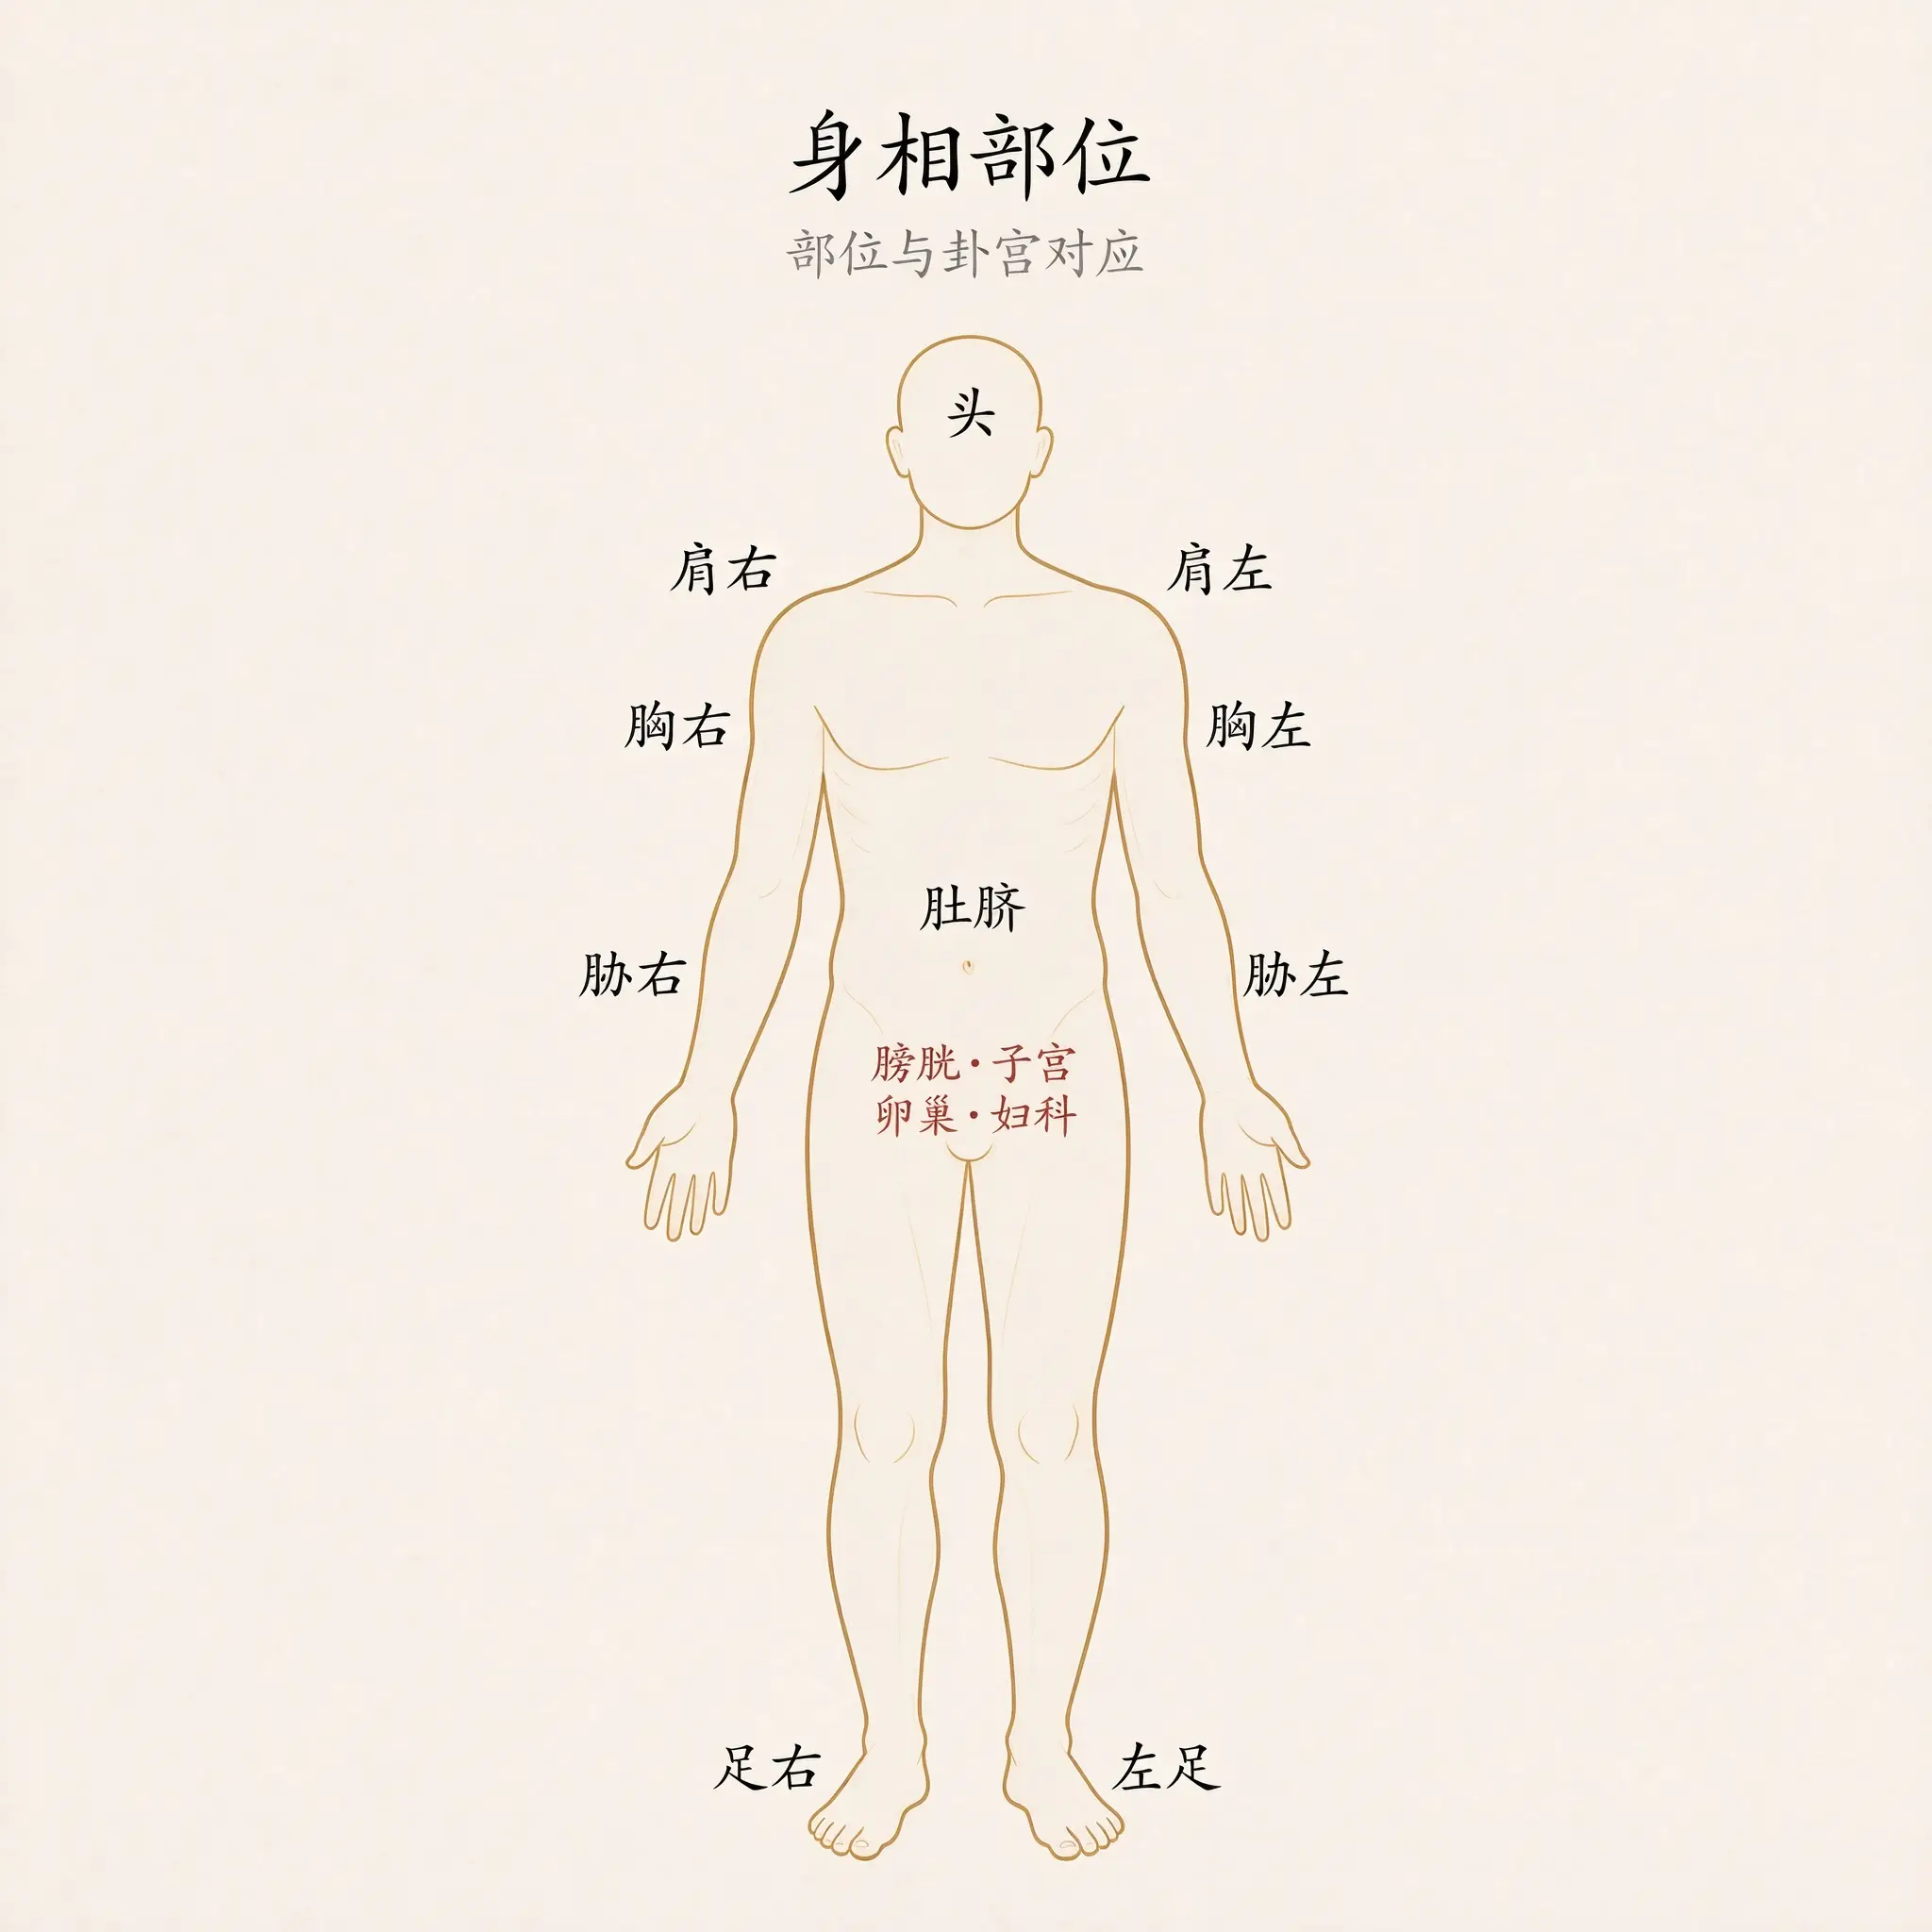 身相部位
部位与卦宫对应
头
肩右
肩左
胸右
胸左
肚脐
胁右
胁左
膀胱·子宫
卵巢·妇科
足右
左足